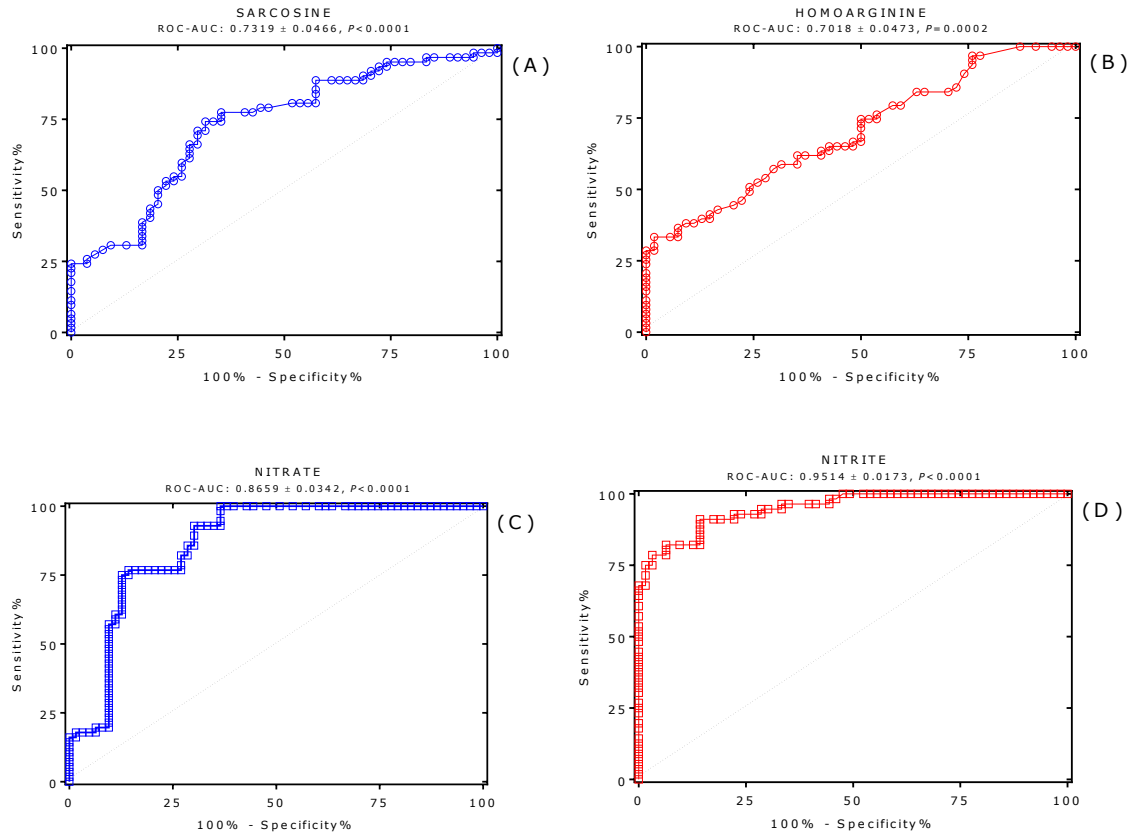 SARCOSINE
ROC-AUC: 0.7319 ± 0.0466, P<0.0001
(A)
100
75
50
25
0
Sensitivity%
0 25 50 75 100
100% - Specificity%
HOMOARGININE
ROC-AUC: 0.7018 ± 0.0473, P=0.0002
(B)
100
75
50
25
0
Sensitivity%
0 25 50 75 100
100% - Specificity%
NITRATE
ROC-AUC: 0.8659 ± 0.0342, P<0.0001
(C)
100
75
50
25
0
Sensitivity%
0 25 50 75 100
100% - Specificity%
NITRITE
ROC-AUC: 0.9514 ± 0.0173, P<0.0001
(D)
100
75
50
25
0
Sensitivity%
0 25 50 75 100
100% - Specificity%